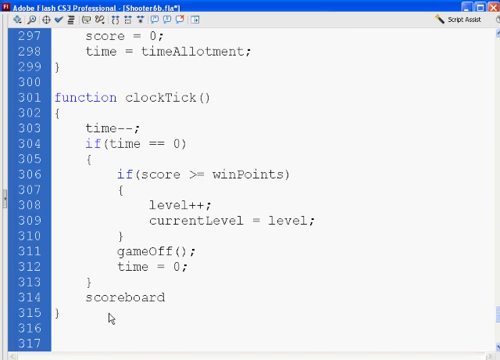 Adobe Flash CS3 Professional - [Shooter6b.fla*]
Script Assist
297 score = 0;
298 time = timeAllotment;
299 }
300
301 function clockTick()
302 {
303 time--;
304 if(time == 0)
305 {
306 if(score >= winPoints)
307 {
308 level++;
309 currentLevel = level;
310 }
311 gameOff();
312 time = 0;
313 }
314 scoreboard
315 }
316
317